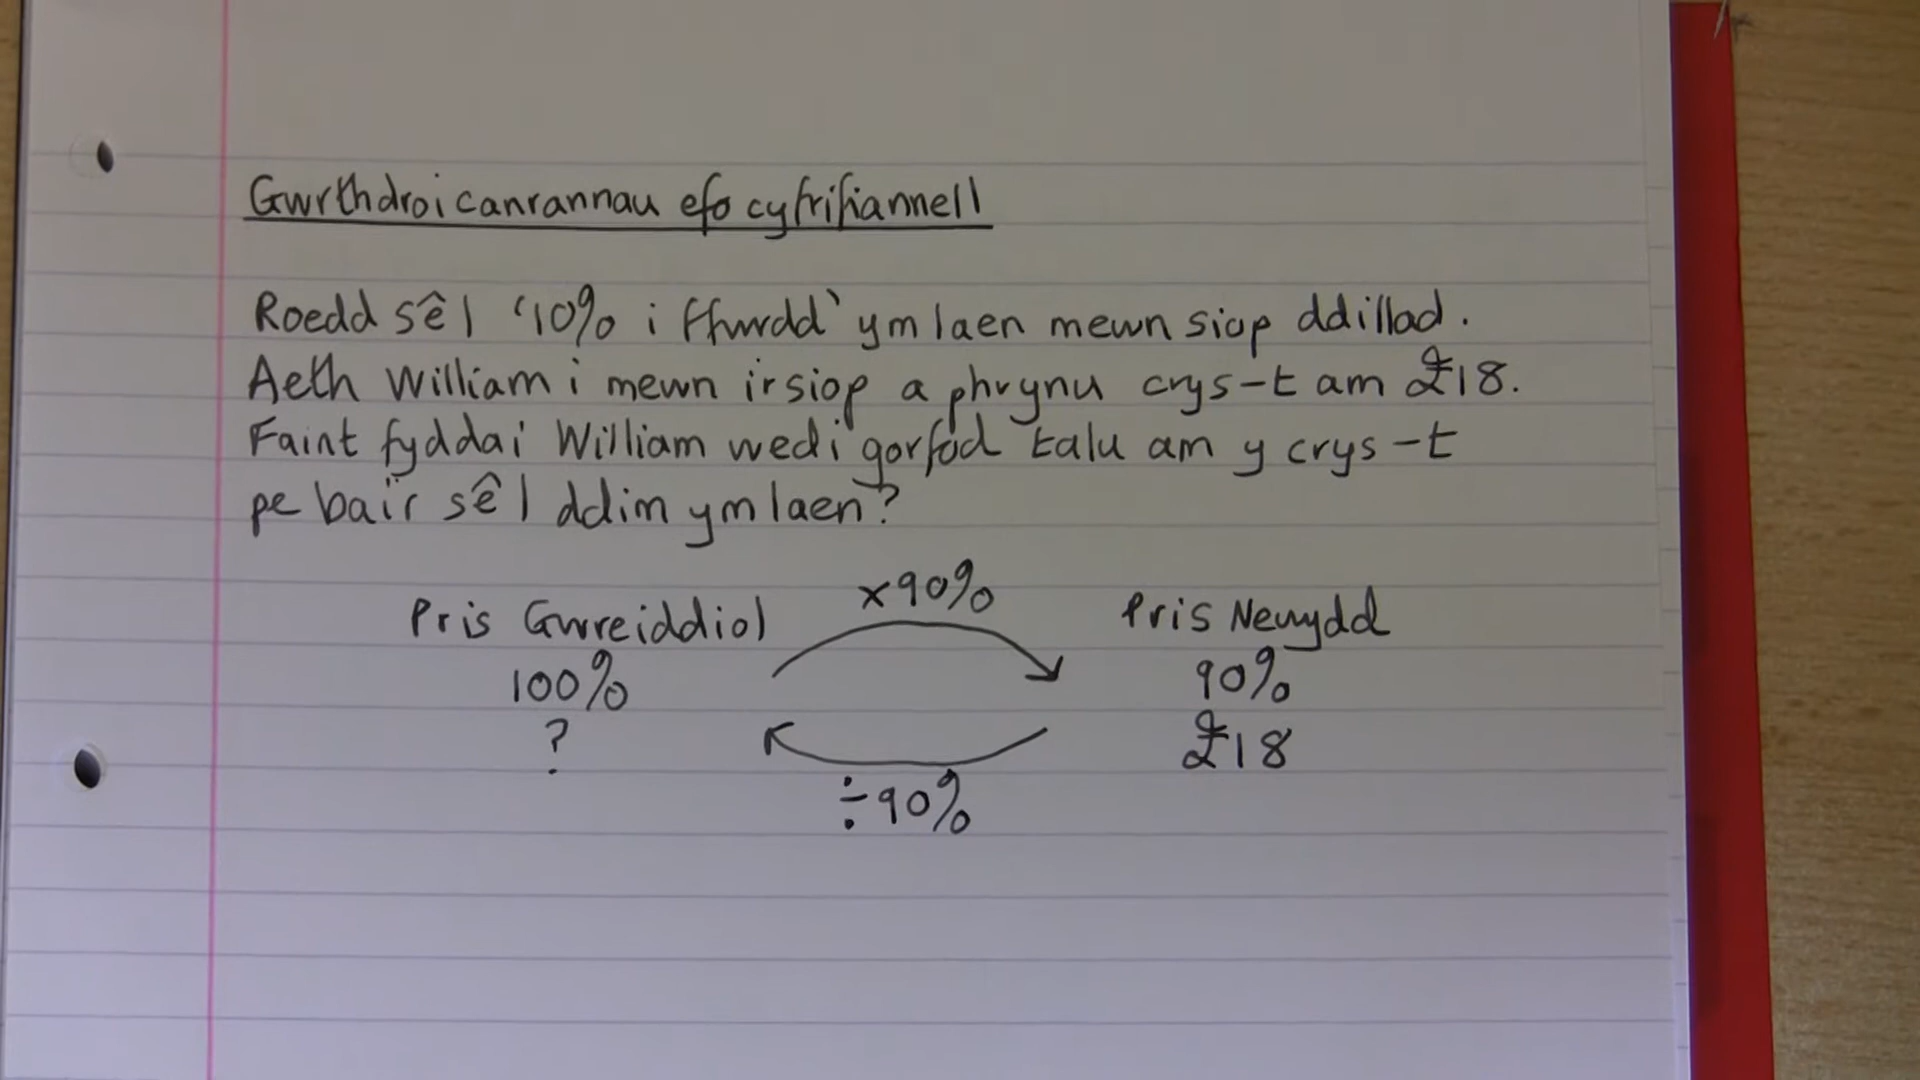 Gwrthdroi canrannau efo cyfrifiannell
Roedd sêl '10% i ffwrdd' ymlaen mewn siop ddillad.
Aeth William i mewn i'r siop a phrynu crys-t am £18.
Faint fyddai William wedi gorfod talu am y crys-t
pe bai'r sêl ddim ymlaen?
x90%
Pris Gwreiddiol Pris Newydd
100% 90%
? £18
÷90%